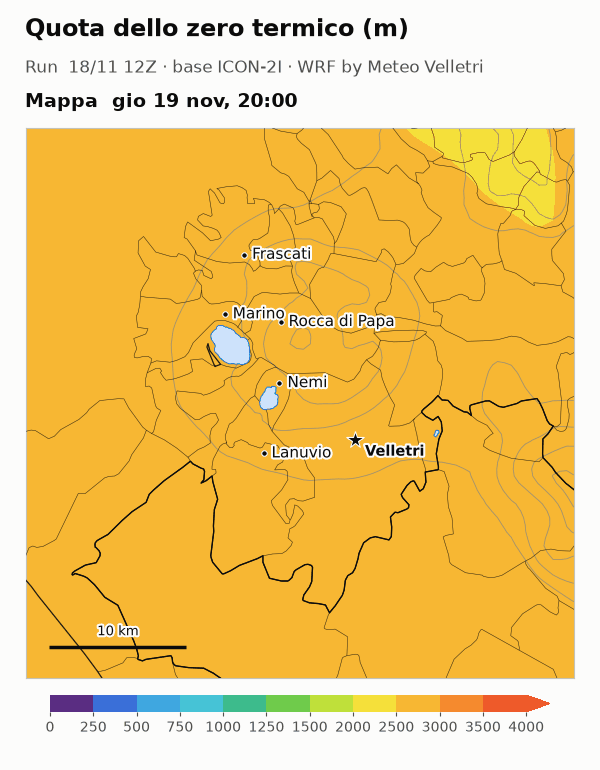 Quota dello zero termico (m)
Run  18/11 12Z · base ICON-2I · WRF by Meteo Velletri
Mappa  gio 19 nov, 20:00
Frascati
Marino
Rocca di Papa
Nemi
Velletri
Lanuvio
10 km
0 250 500 750 1000 1250 1500 2000 2500 3000 3500 4000